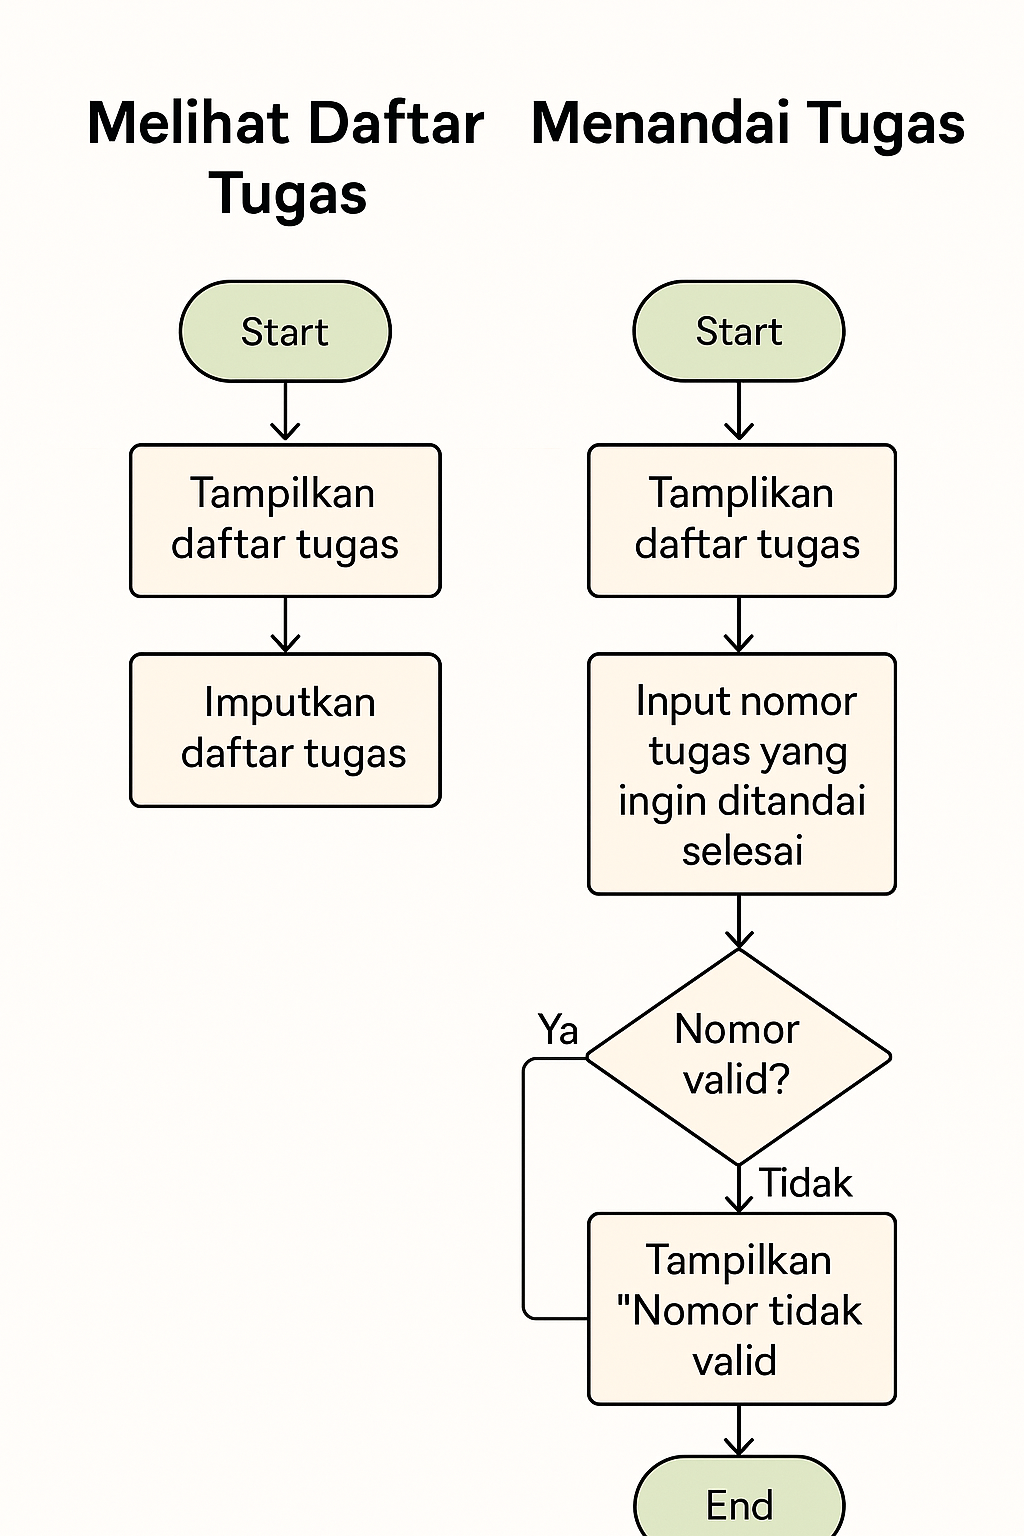 Melihat Daftar
Tugas
Start
Tampilkan
daftar tugas
Imputkan
daftar tugas
Menandai Tugas
Start
Tamplikan
daftar tugas
Input nomor
tugas yang
ingin ditandai
selesai
Nomor
valid?
Ya
Tidak
Tampilkan
"Nomor tidak
valid
End